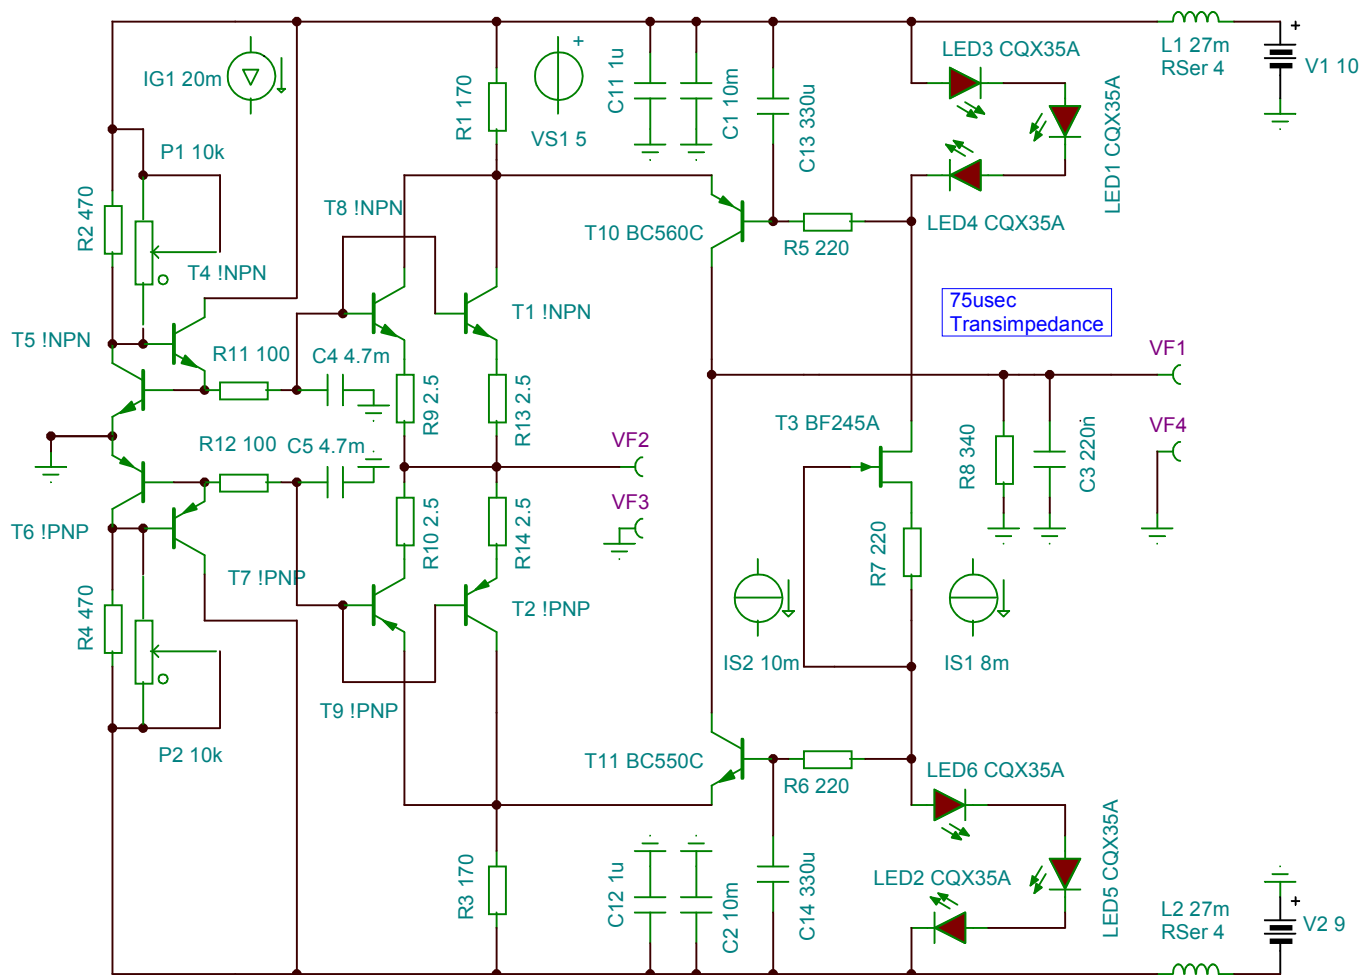 LED3 CQX35A
L1 27m
RSer 4
IG1 20m
V1 10
R1 170
VS1 5
C11 1u
C1 10m
C13 330u
LED1 CQX35A
P1 10k
R2 470
T8 !NPN
T10 BC560C
R5 220
LED4 CQX35A
T4 !NPN
T1 !NPN
75usec
Transimpedance
T5 !NPN
R11 100
C4 4.7m
VF1
R9 2.5
R13 2.5
T3 BF245A
VF4
R12 100
C5 4.7m
VF2
R8 340
C3 220n
VF3
T6 !PNP
R10 2.5
R14 2.5
R7 220
T7 !PNP
T2 !PNP
R4 470
IS2 10m
IS1 8m
T9 !PNP
P2 10k
T11 BC550C
R6 220
LED6 CQX35A
LED5 CQX35A
R3 170
C12 1u
C2 10m
C14 330u
LED2 CQX35A
L2 27m
RSer 4
V2 9